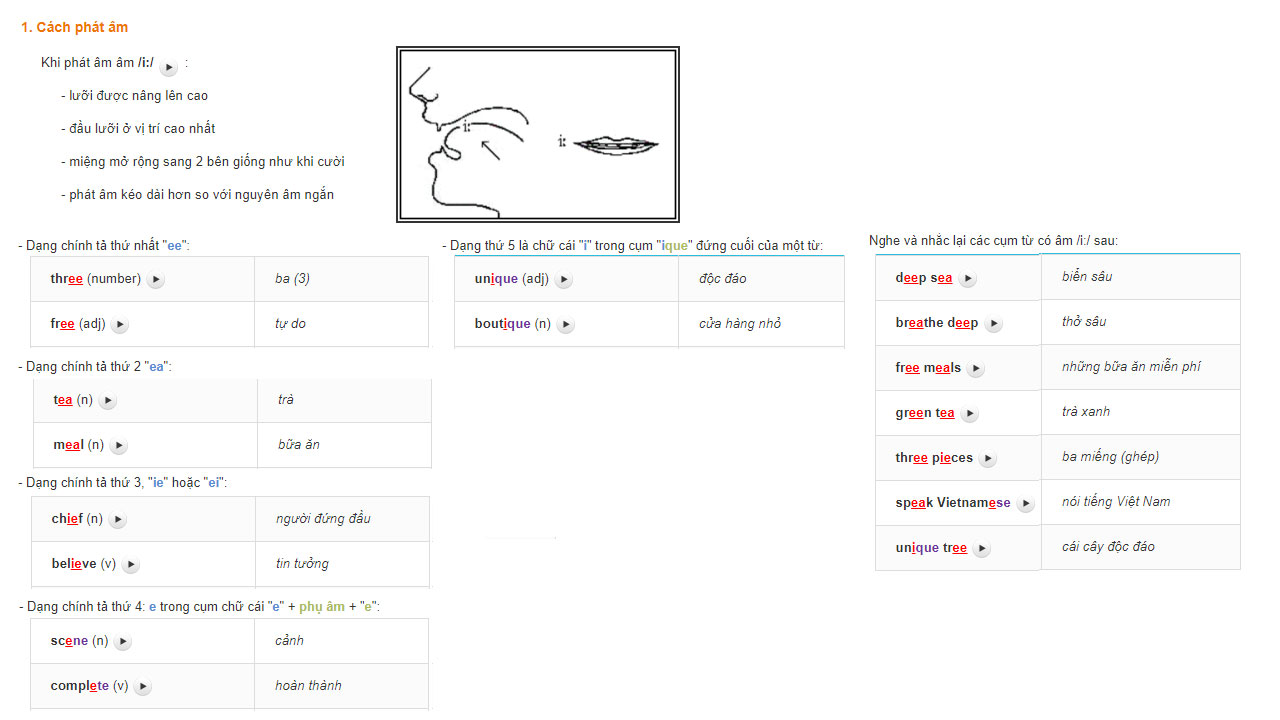 1. Cách phát âm
Khi phát âm âm /i:/ :
- lưỡi được nâng lên cao
- đầu lưỡi ở vị trí cao nhất
- miệng mở rộng sang 2 bên giống như khi cười
- phát âm kéo dài hơn so với nguyên âm ngắn
i:
i:
- Dạng chính tả thứ nhất "ee":
three (number) ba (3)
free (adj) tự do
- Dạng chính tả thứ 2 "ea":
tea (n) trà
meal (n) bữa ăn
- Dạng chính tả thứ 3, "ie" hoặc "ei":
chief (n) người đứng đầu
believe (v) tin tưởng
- Dạng chính tả thứ 4: e trong cụm chữ cái "e" + phụ âm + "e":
scene (n) cảnh
complete (v) hoàn thành
- Dạng thứ 5 là chữ cái "i" trong cụm "ique" đứng cuối của một từ:
unique (adj) độc đáo
boutique (n) cửa hàng nhỏ
Nghe và nhắc lại các cụm từ có âm /i:/ sau:
deep sea biển sâu
breathe deep thở sâu
free meals những bữa ăn miễn phí
green tea trà xanh
three pieces ba miếng (ghép)
speak Vietnamese nói tiếng Việt Nam
unique tree cái cây độc đáo